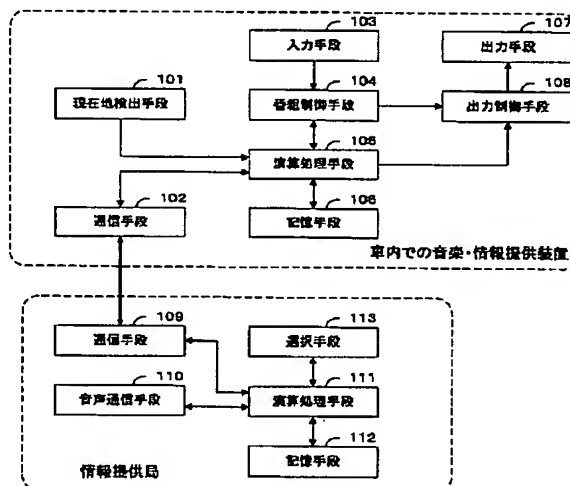 103
入力手段
107
出力手段
101
現在地検出手段
104
番組制御手段
108
出力制御手段
105
演算処理手段
102
通信手段
106
記憶手段
車内での音楽・情報提供装置
109
通信手段
113
選択手段
110
音声通信手段
111
演算処理手段
112
記憶手段
情報提供局